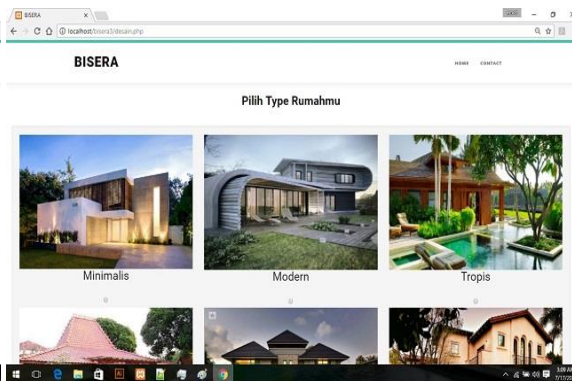 BISERA
localhost/bisera3/desain.php
BISERA
HOME CONTACT
Pilih Type Rumahmu
Minimalis
Modern
Tropis